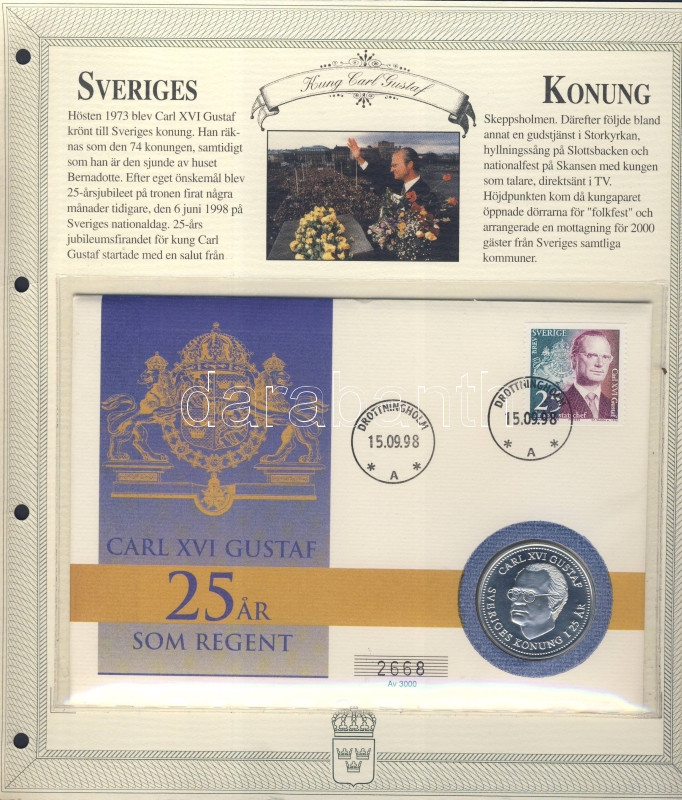 SVERIGES
Kung Carl Gustaf
KONUNG
Hösten 1973 blev Carl XVI Gustaf
krönt till Sveriges konung. Han räk-
nas som den 74 konungen, samtidigt
som han är den sjunde av huset
Bernadotte. Efter eget önskemål blev
25-årsjubileet på tronen firat några
månader tidigare, den 6 juni 1998 på
Sveriges nationaldag. 25-års
jubileumsfirandet för kung Carl
Gustaf startade med en salut från
Skeppsholmen. Därefter följde bland
annat en gudstjänst i Storkyrkan,
hyllningssång på Slottsbacken och
nationalfest på Skansen med kungen
som talare, direktsänt i TV.
Höjdpunkten kom då kungaparet
öppnade dörrarna för "folkfest" och
arrangerade en mottagning för 2000
gäster från Sveriges samtliga
kommuner.
SVERIGE
BREV
Carl XVI Gustaf
DROTTNINGHOLM
15.09.98
* A *
DROTTNINGHOLM
15.09.98
* A *
CARL XVI GUSTAF
25 ÅR
SOM REGENT
CARL XVI GUSTAF
SVERIGES KONUNG I 25 ÅR
2668
Av 3000